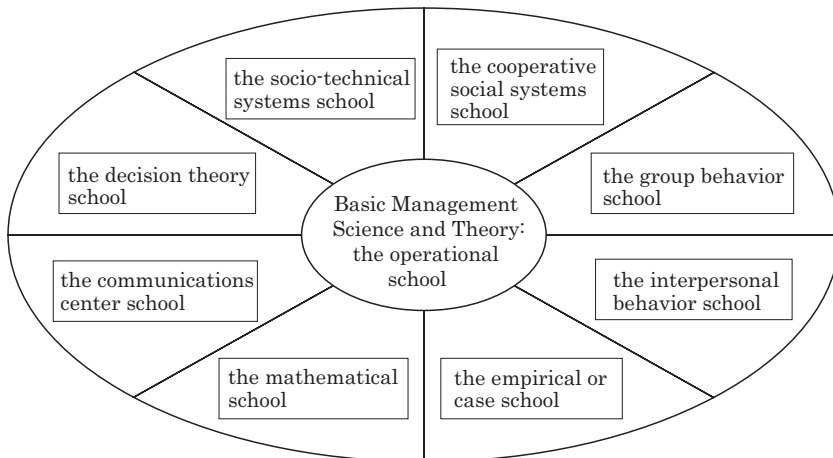 the socio-technical
systems school
the cooperative
social systems
school
the decision theory
school
the group behavior
school
Basic Management
Science and Theory:
the operational
school
the communications
center school
the interpersonal
behavior school
the mathematical
school
the empirical or
case school